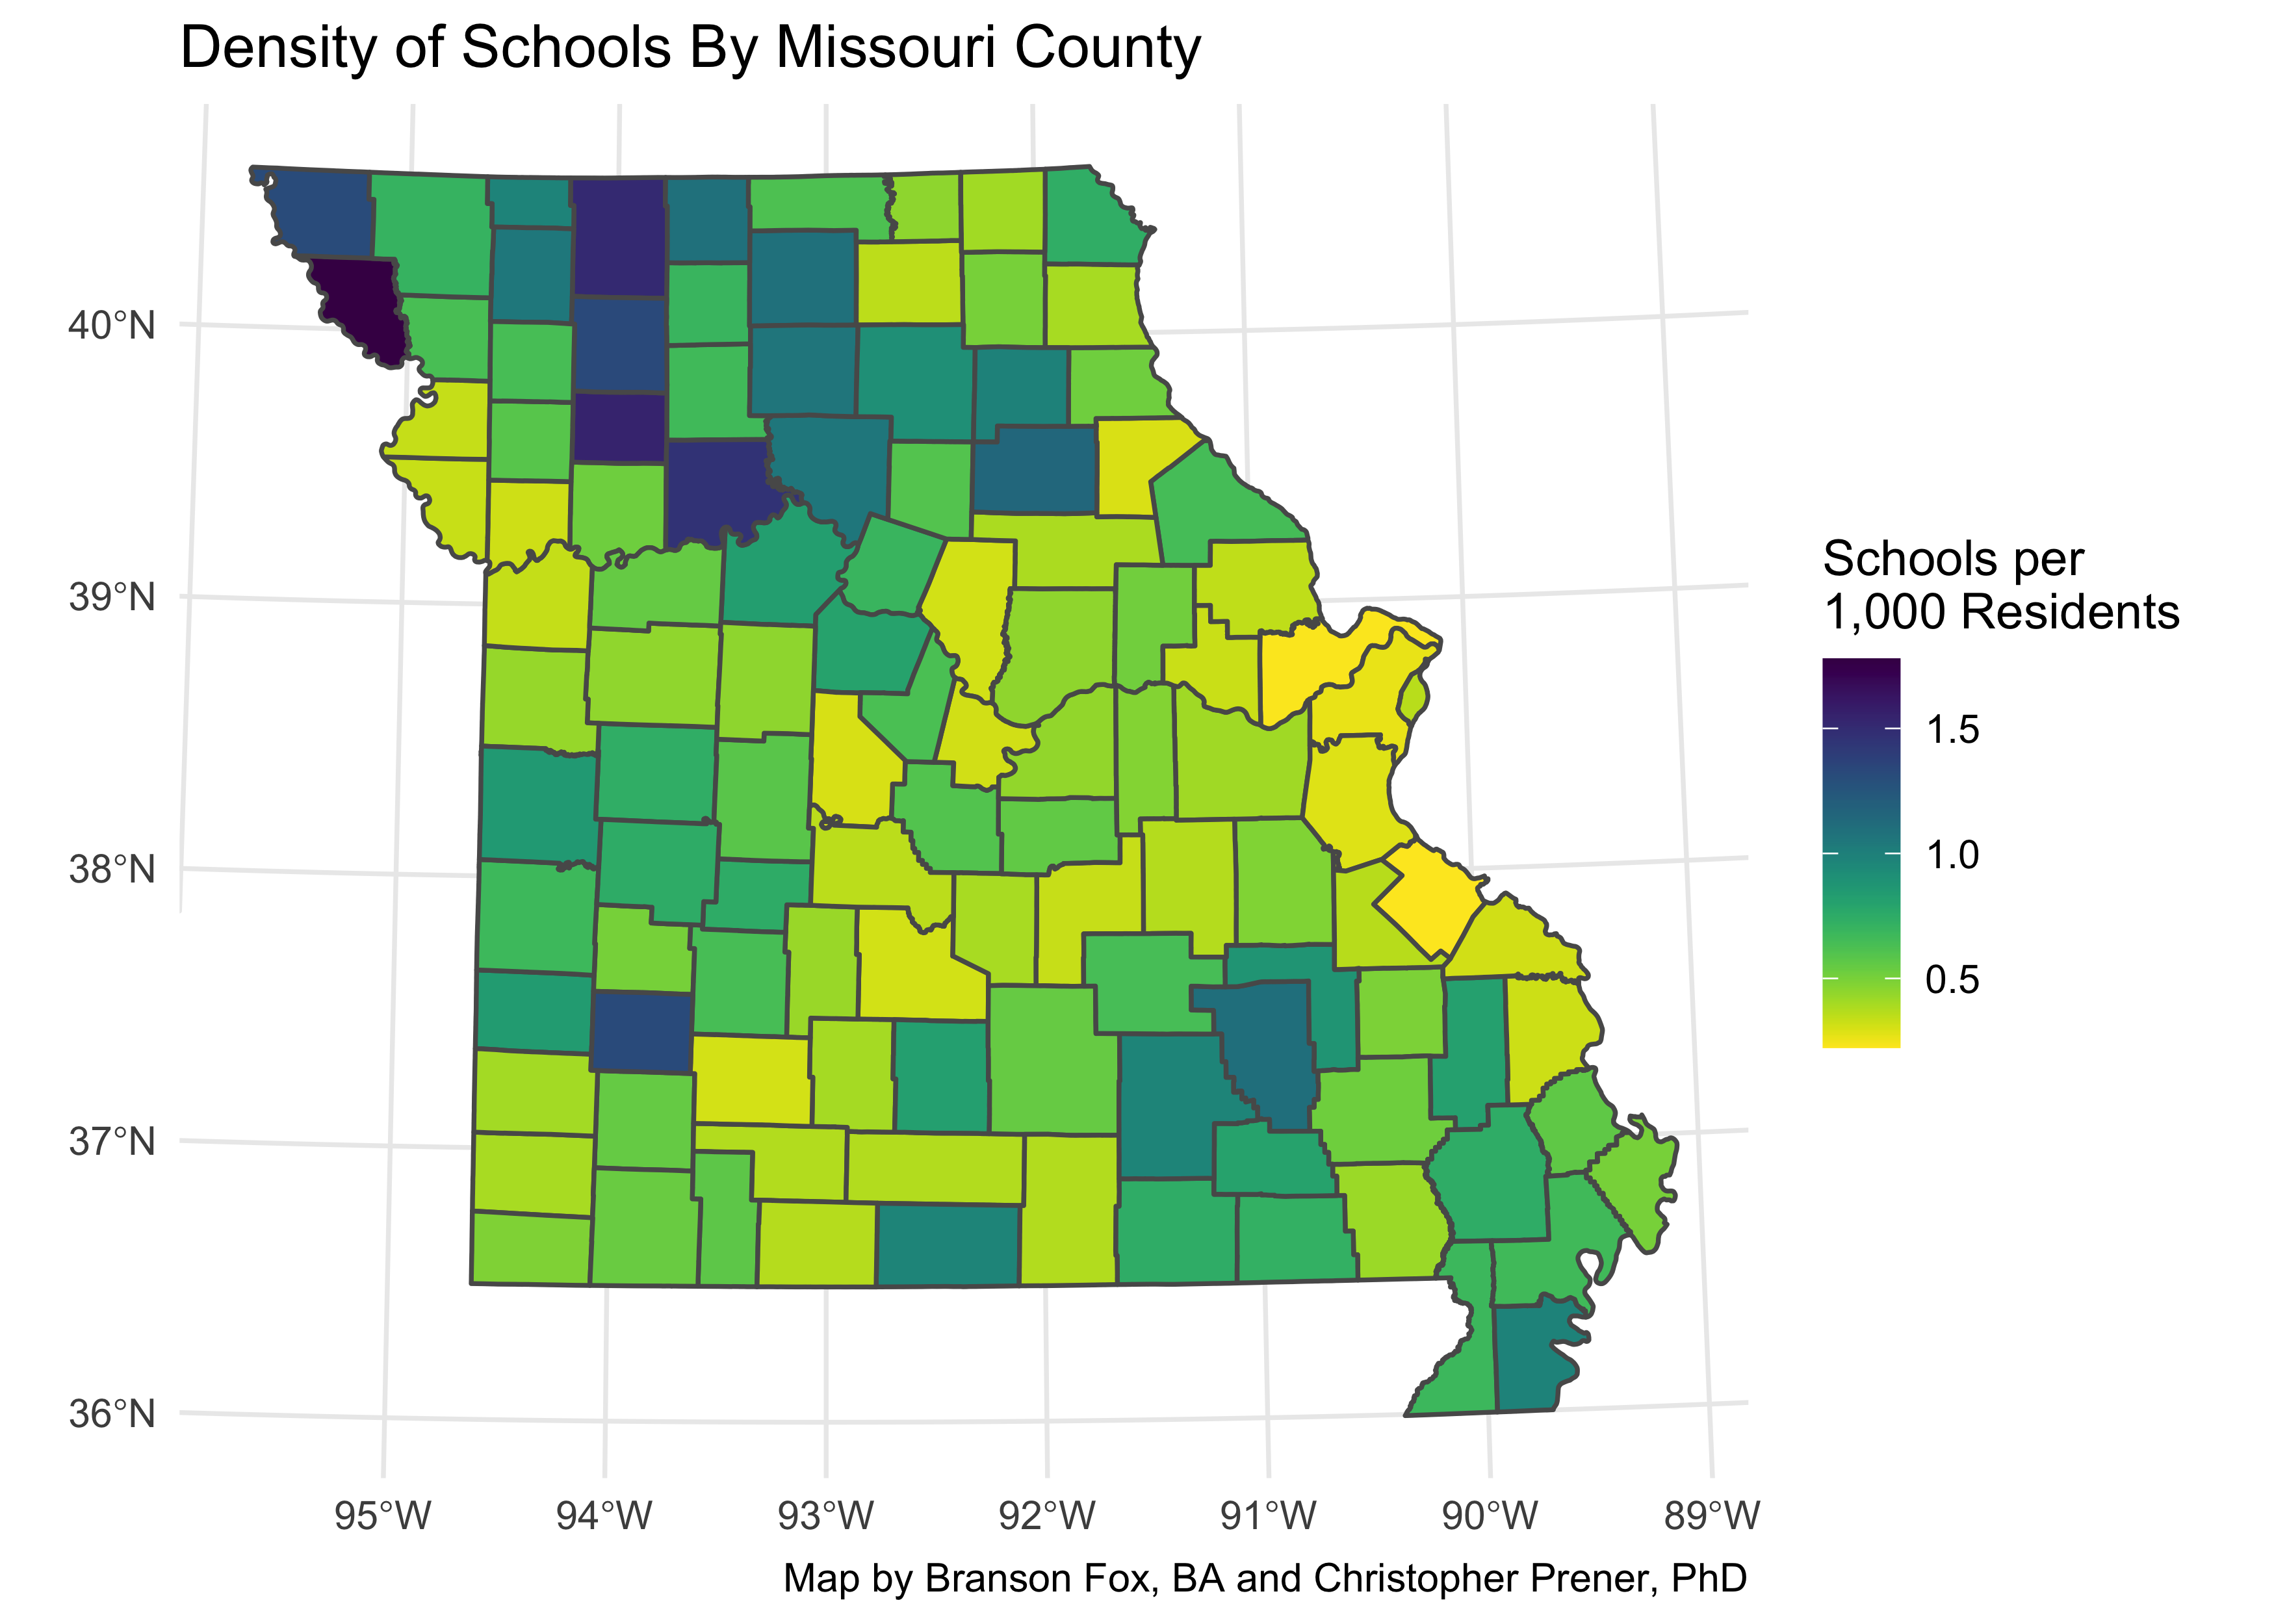 Density of Schools By Missouri County
40°N
39°N
38°N
37°N
36°N
95°W
94°W
93°W
92°W
91°W
90°W
89°W
Schools per
1,000 Residents
1.5
1.0
0.5
Map by Branson Fox, BA and Christopher Prener, PhD